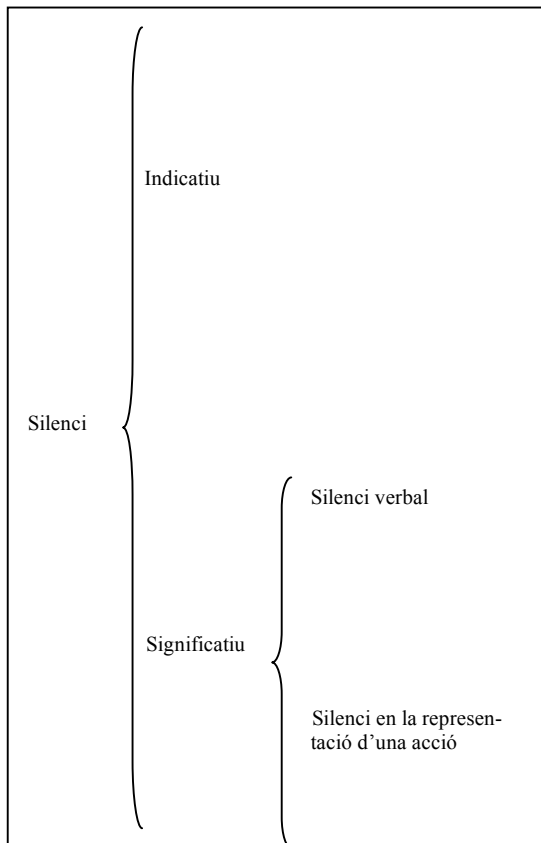 Indicatiu
Silenci
Silenci verbal
Significatiu
Silenci en la represen-
tació d’una acció